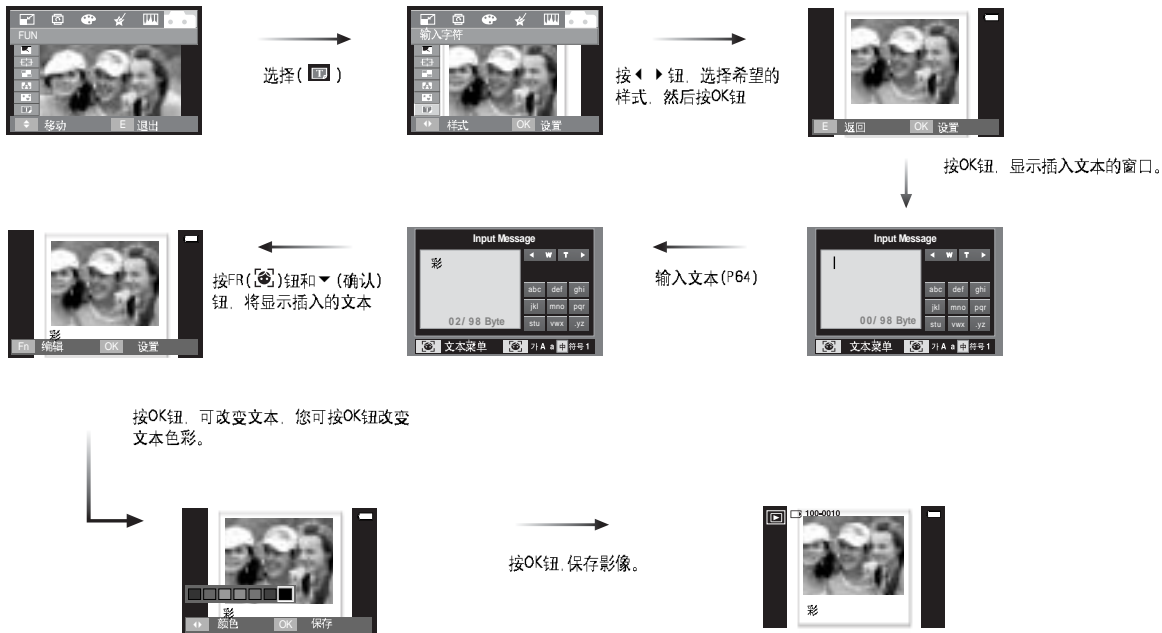 FUN
移动 E 退出
选择( )
输入字符
样式 OK 设置
按 钮，选择希望的
样式，然后按OK钮
E 返回 OK 设置
按OK钮，显示插入文本的窗口。
Input Message
W T
abc def ghi
jkl mno pqr
stu vwx .yz
00/ 98 Byte
文本菜单 가 A a 中 符号1
输入文本(P64)
Input Message
彩
W T
abc def ghi
jkl mno pqr
stu vwx .yz
02/ 98 Byte
文本菜单 가 A a 中 符号1
按FR( )钮和▼(确认)
钮，将显示插入的文本
彩
Fn 编辑 OK 设置
按OK钮，可改变文本，您可按OK钮改变
文本色彩。
彩
颜色 OK 保存
按OK钮,保存影像。
100-0010
彩